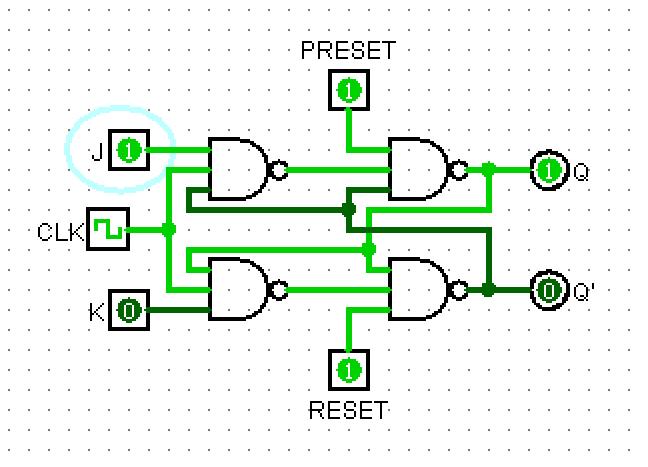 PRESET
1
J 1
1 Q
CLK
K 0
0 Q'
1
RESET